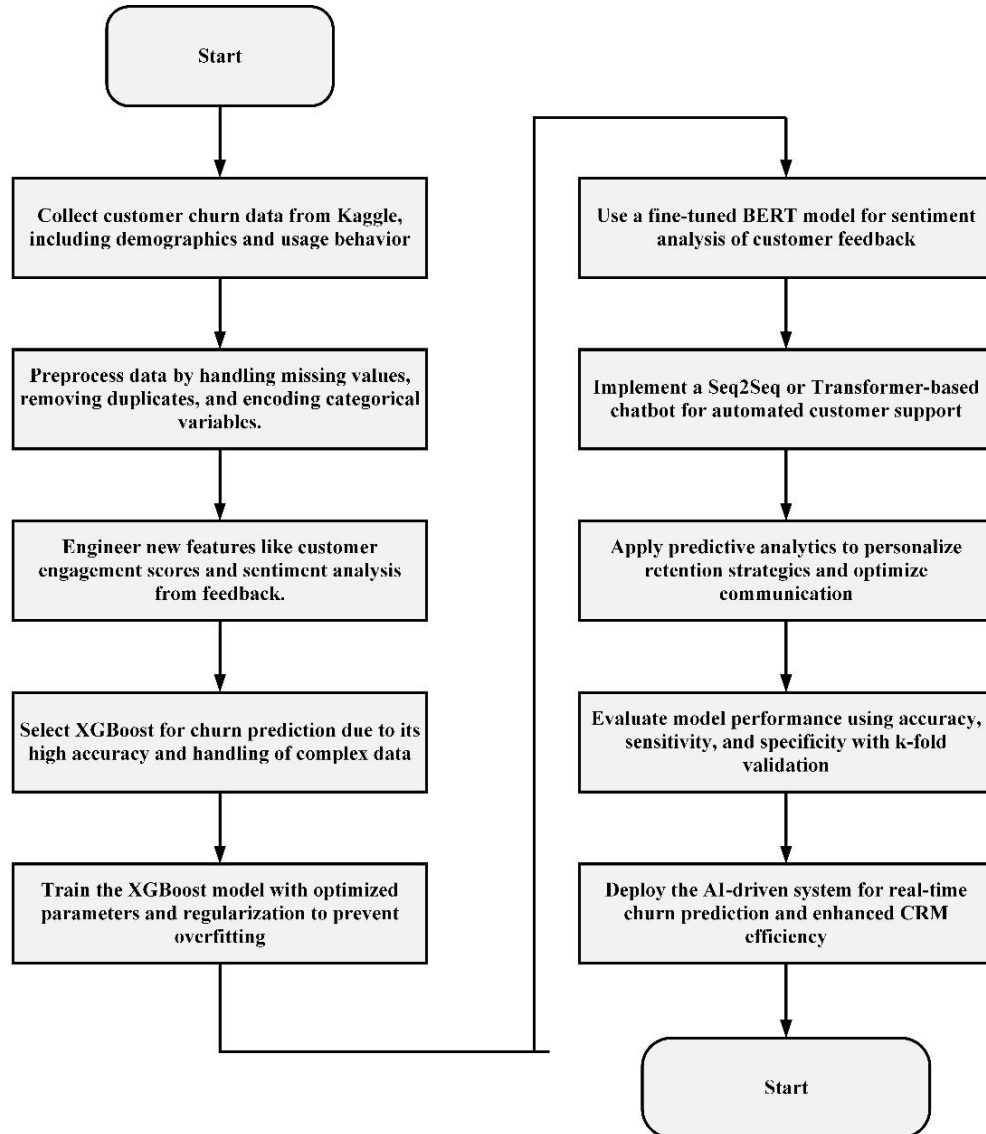 Start
Collect customer churn data from Kaggle,
including demographics and usage behavior
Preprocess data by handling missing values,
removing duplicates, and encoding categorical
variables.
Engineer new features like customer
engagement scores and sentiment analysis
from feedback.
Select XGBoost for churn prediction due to its
high accuracy and handling of complex data
Train the XGBoost model with optimized
parameters and regularization to prevent
overfitting
Use a fine-tuned BERT model for sentiment
analysis of customer feedback
Implement a Seq2Seq or Transformer-based
chatbot for automated customer support
Apply predictive analytics to personalize
retention strategies and optimize
communication
Evaluate model performance using accuracy,
sensitivity, and specificity with k-fold
validation
Deploy the AI-driven system for real-time
churn prediction and enhanced CRM
efficiency
Start